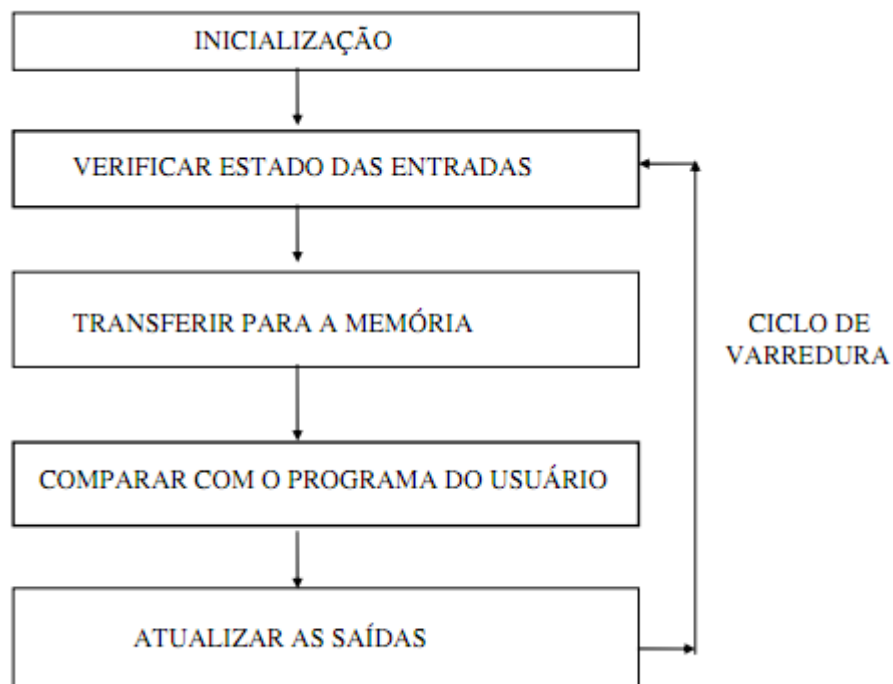 INICIALIZAÇÃO
VERIFICAR ESTADO DAS ENTRADAS
TRANSFERIR PARA A MEMÓRIA
CICLO DE
VARREDURA
COMPARAR COM O PROGRAMA DO USUÁRIO
ATUALIZAR AS SAÍDAS